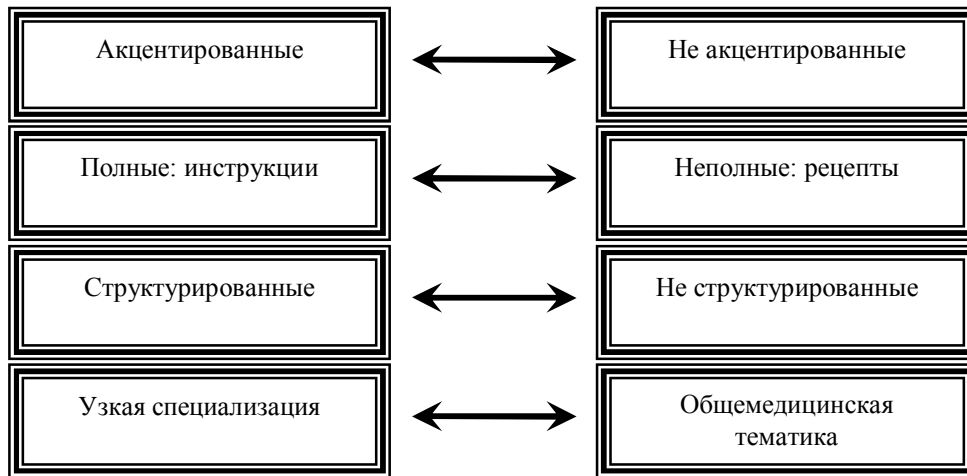 Акцентированные
Не акцентированные
Полные: инструкции
Неполные: рецепты
Структурированные
Не структурированные
Узкая специализация
Общемедицинская
тематика